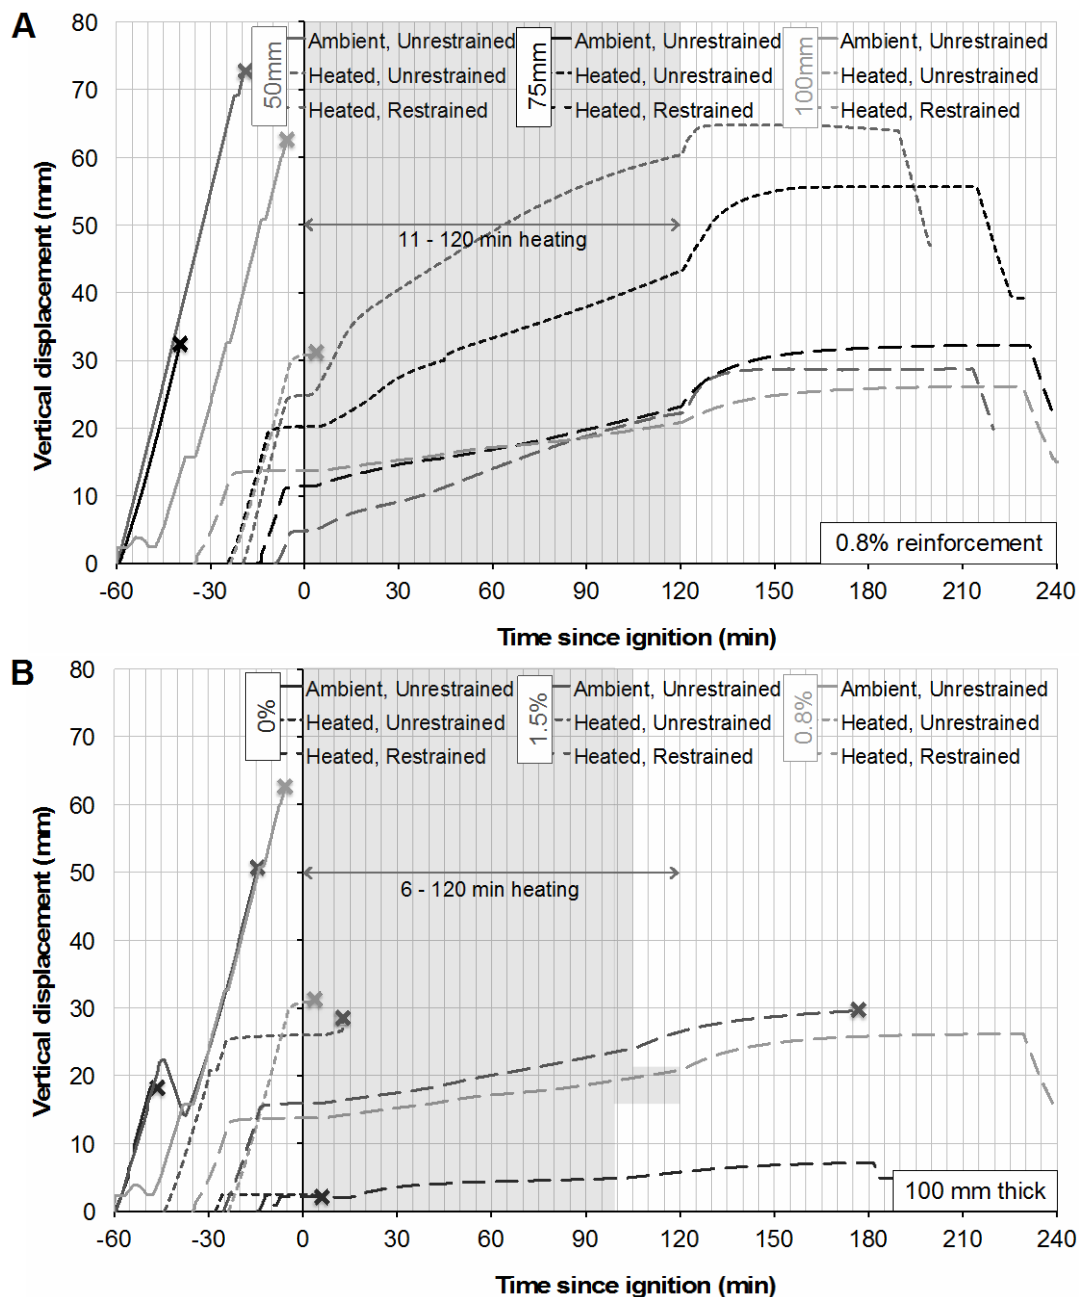 A
80
70
60
50
40
30
20
10
0
Vertical displacement (mm)
50mm
Ambient, Unrestrained
Heated, Unrestrained
Heated, Restrained
75mm
Ambient, Unrestrained
Heated, Unrestrained
Heated, Restrained
100mm
Ambient, Unrestrained
Heated, Unrestrained
Heated, Restrained
11 - 120 min heating
0.8% reinforcement
-60 -30 0 30 60 90 120 150 180 210 240
Time since ignition (min)
B
80
70
60
50
40
30
20
10
0
Vertical displacement (mm)
0%
Ambient, Unrestrained
Heated, Unrestrained
Heated, Restrained
1.5%
Ambient, Unrestrained
Heated, Unrestrained
Heated, Restrained
0.8%
Ambient, Unrestrained
Heated, Unrestrained
Heated, Restrained
6 - 120 min heating
100 mm thick
-60 -30 0 30 60 90 120 150 180 210 240
Time since ignition (min)